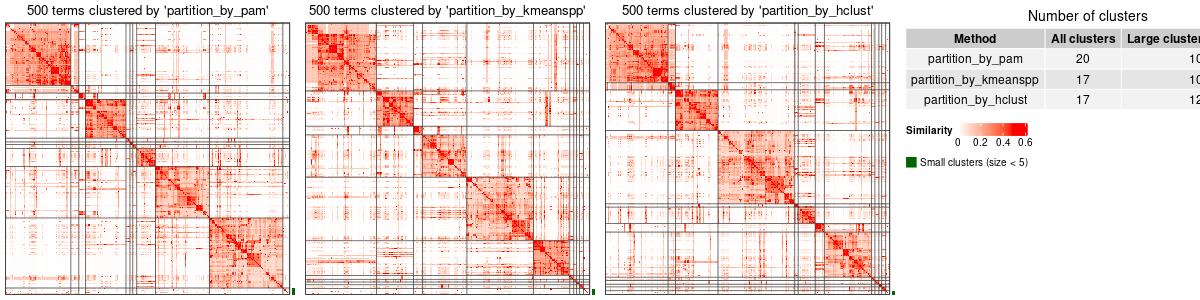 500 terms clustered by 'partition_by_pam'
500 terms clustered by 'partition_by_kmeanspp'
500 terms clustered by 'partition_by_hclust'
Number of clusters
Method All clusters Large cluster
partition_by_pam 20 10
partition_by_kmeanspp 17 10
partition_by_hclust 17 12
Similarity
0 0.2 0.4 0.6
Small clusters (size < 5)